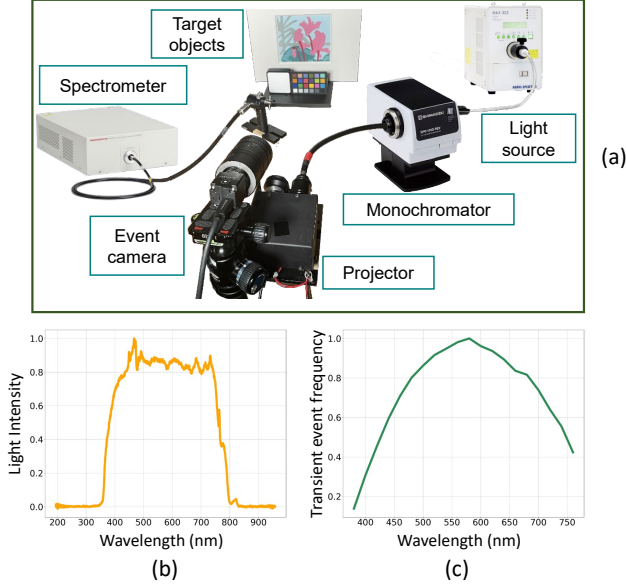 Target
objects
Spectrometer
Light
source
(a)
Monochromator
Event
camera
Projector
Light Intensity
1.0
0.8
0.6
0.4
0.2
0.0
200 300 400 500 600 700 800 900
Wavelength (nm)
(b)
Transient event frequency
1.0
0.8
0.6
0.4
0.2
400 450 500 550 600 650 700 750
Wavelength (nm)
(c)